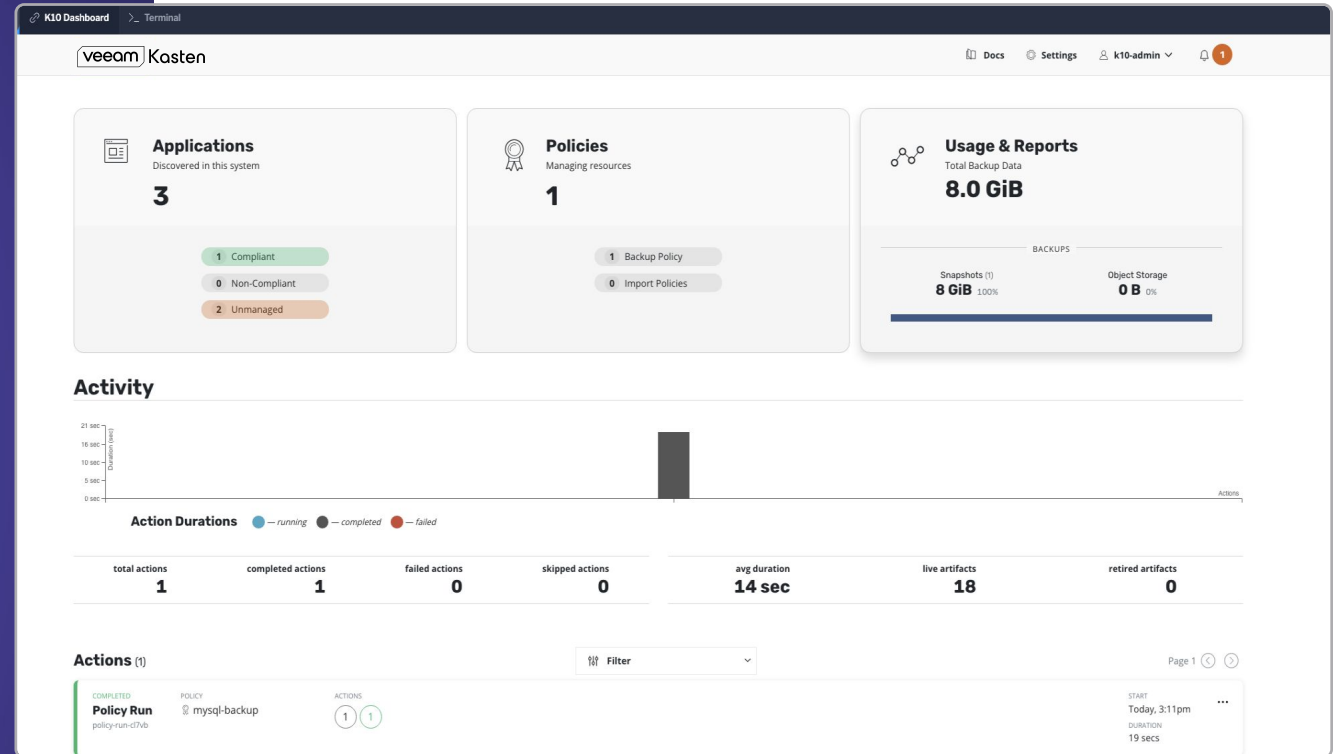 K10 Dashboard
>_ Terminal
veeam Kasten
Docs
Settings
k10-admin
1
Applications
Discovered in this system
3
1 Compliant
0 Non-Compliant
2 Unmanaged
Policies
Managing resources
1
1 Backup Policy
0 Import Policies
Usage & Reports
Total Backup Data
8.0 GiB
BACKUPS
Snapshots (1)
8 GiB 100%
Object Storage
0 B 0%
Activity
21 sec
16 sec
10 sec
5 sec
0 sec
Duration (sec)
Actions
Action Durations — running — completed — failed
total actions
1
completed actions
1
failed actions
0
skipped actions
0
avg duration
14 sec
live artifacts
18
retired artifacts
0
Actions (1)
Filter
Page 1
COMPLETED
Policy Run
policy-run-cl7vb
POLICY
mysql-backup
ACTIONS
1 1
START
Today, 3:11pm
DURATION
19 secs
...